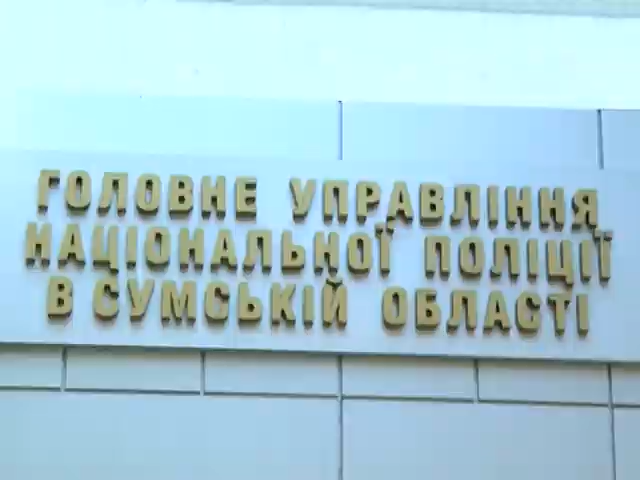 ГОЛОВНЕ УПРАВЛІННЯ
НАЦІОНАЛЬНОЇ ПОЛІЦІЇ
В СУМСЬКІЙ ОБЛАСТІ